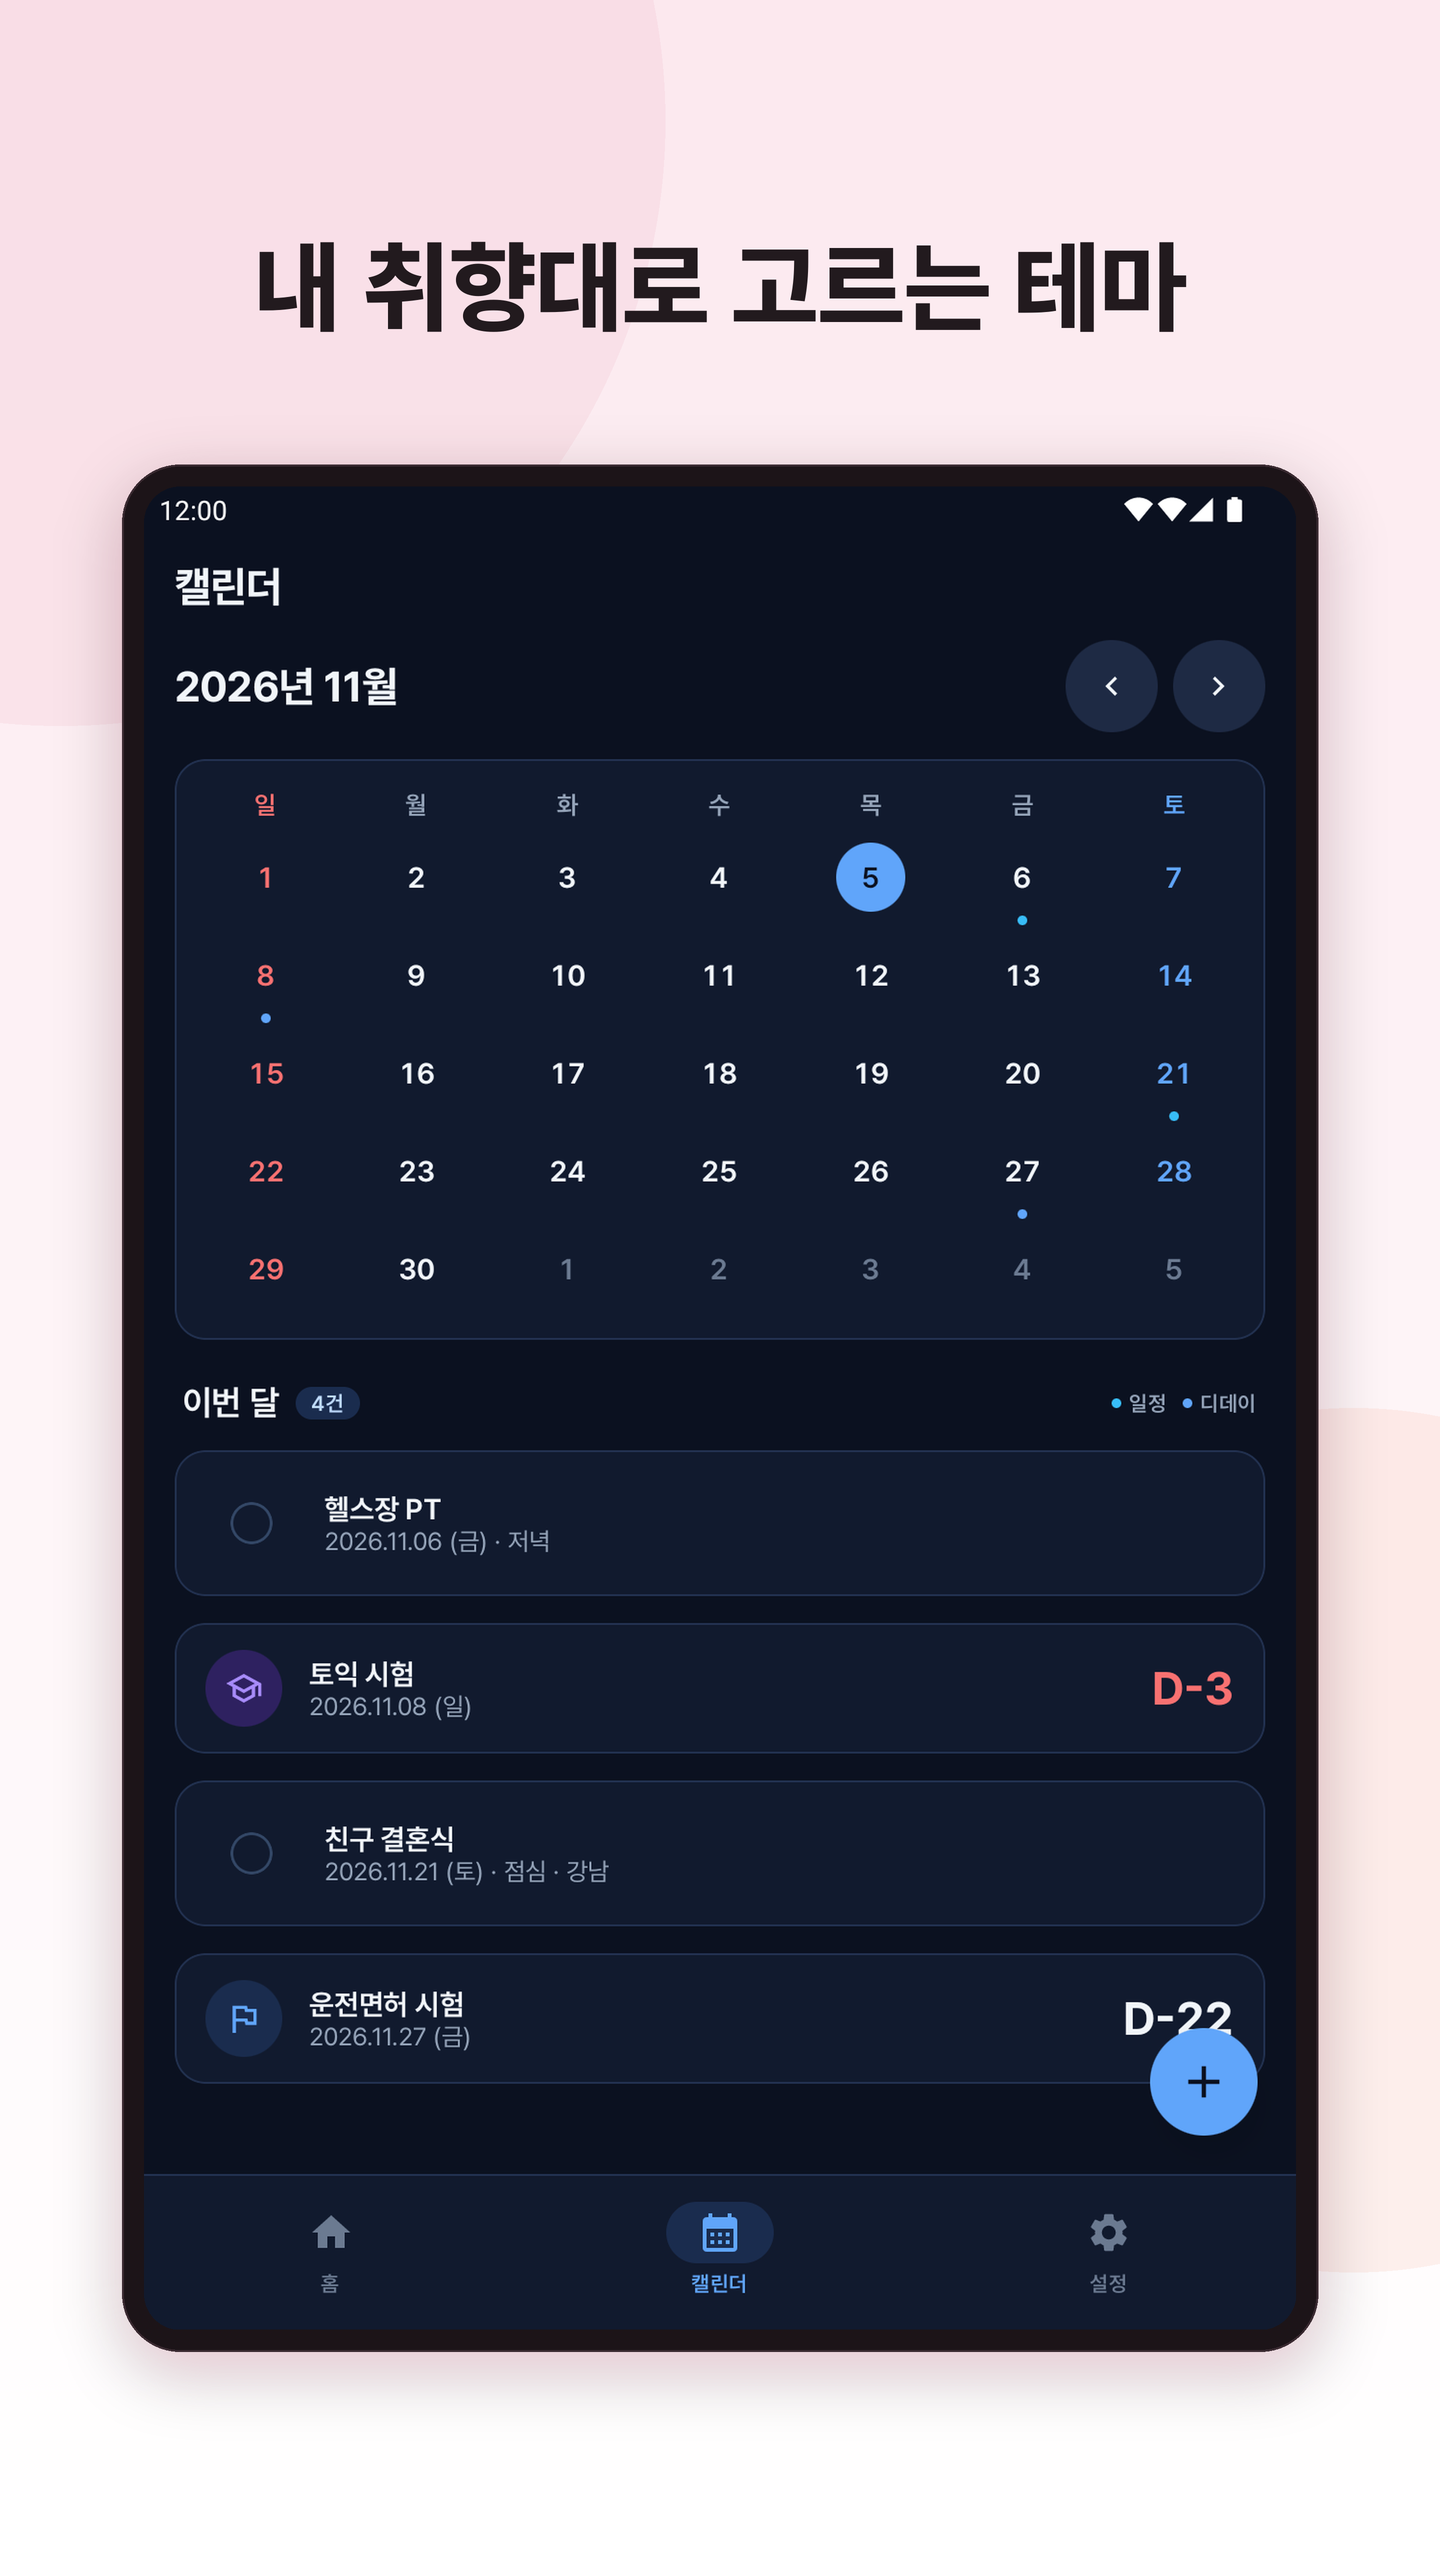 내 취향대로 고르는 테마
12:00
캘린더
2026년 11월
일 월 화 수 목 금 토
1 2 3 4 5 6 7
8 9 10 11 12 13 14
15 16 17 18 19 20 21
22 23 24 25 26 27 28
29 30 1 2 3 4 5
이번 달 4건 일정 디데이
헬스장 PT
2026.11.06 (금) · 저녁
토익 시험
2026.11.08 (일)
D-3
친구 결혼식
2026.11.21 (토) · 점심 · 강남
운전면허 시험
2026.11.27 (금)
D-22
홈 캘린더 설정